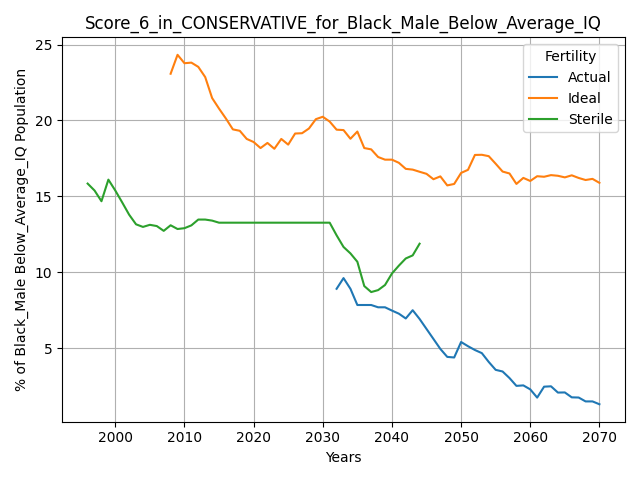 Score_6_in_CONSERVATIVE_for_Black_Male_Below_Average_IQ
% of Black_Male Below_Average_IQ Population
25
20
15
10
5
Fertility
Actual
Ideal
Sterile
2000 2010 2020 2030 2040 2050 2060 2070
Years